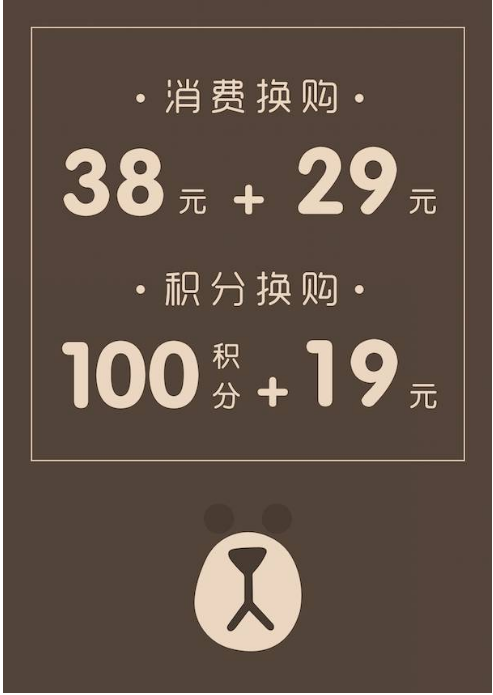 • 消费换购 •
38元 + 29元
• 积分换购 •
100积分 + 19元